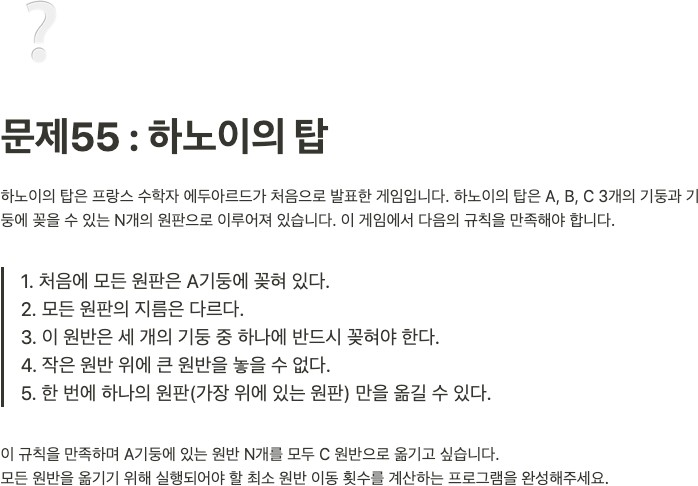 ❔
문제55 : 하노이의 탑
하노이의 탑은 프랑스 수학자 에두아르드가 처음으로 발표한 게임입니다. 하노이의 탑은 A, B, C 3개의 기둥과 기
둥에 꽂을 수 있는 N개의 원판으로 이루어져 있습니다. 이 게임에서 다음의 규칙을 만족해야 합니다.
1. 처음에 모든 원판은 A기둥에 꽂혀 있다.
2. 모든 원판의 지름은 다르다.
3. 이 원반은 세 개의 기둥 중 하나에 반드시 꽂혀야 한다.
4. 작은 원반 위에 큰 원반을 놓을 수 없다.
5. 한 번에 하나의 원판(가장 위에 있는 원판) 만을 옮길 수 있다.
이 규칙을 만족하며 A기둥에 있는 원반 N개를 모두 C 원반으로 옮기고 싶습니다.
모든 원반을 옮기기 위해 실행되어야 할 최소 원반 이동 횟수를 계산하는 프로그램을 완성해주세요.